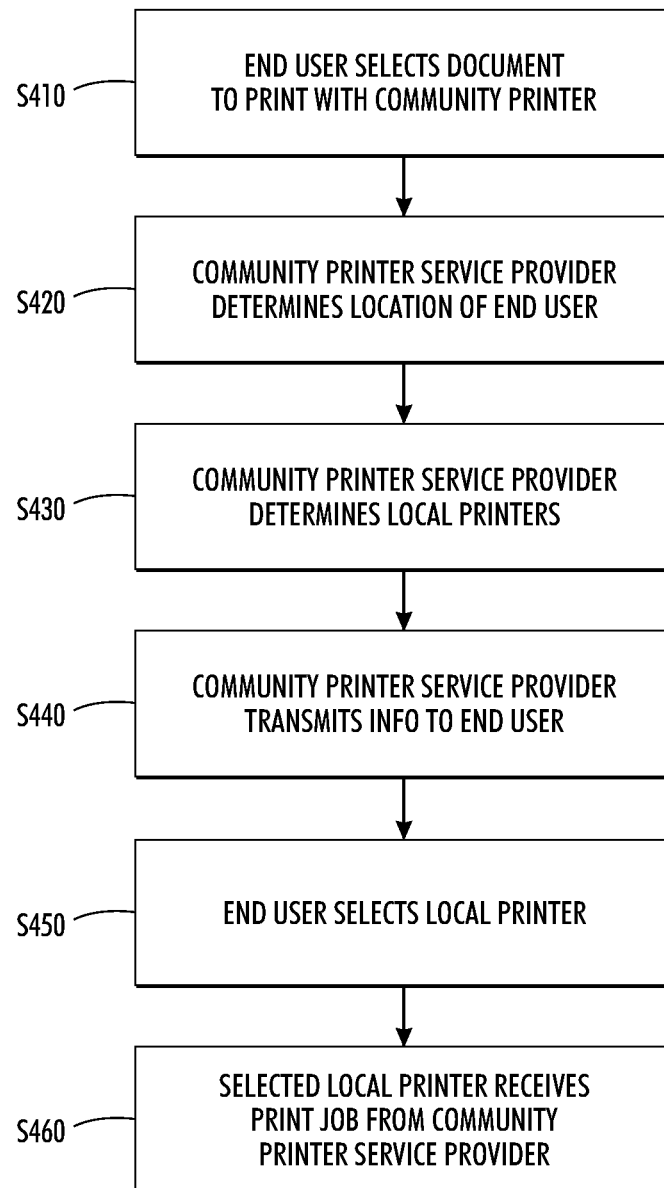 S410
END USER SELECTS DOCUMENT
TO PRINT WITH COMMUNITY PRINTER
S420
COMMUNITY PRINTER SERVICE PROVIDER
DETERMINES LOCATION OF END USER
S430
COMMUNITY PRINTER SERVICE PROVIDER
DETERMINES LOCAL PRINTERS
S440
COMMUNITY PRINTER SERVICE PROVIDER
TRANSMITS INFO TO END USER
S450
END USER SELECTS LOCAL PRINTER
S460
SELECTED LOCAL PRINTER RECEIVES
PRINT JOB FROM COMMUNITY
PRINTER SERVICE PROVIDER